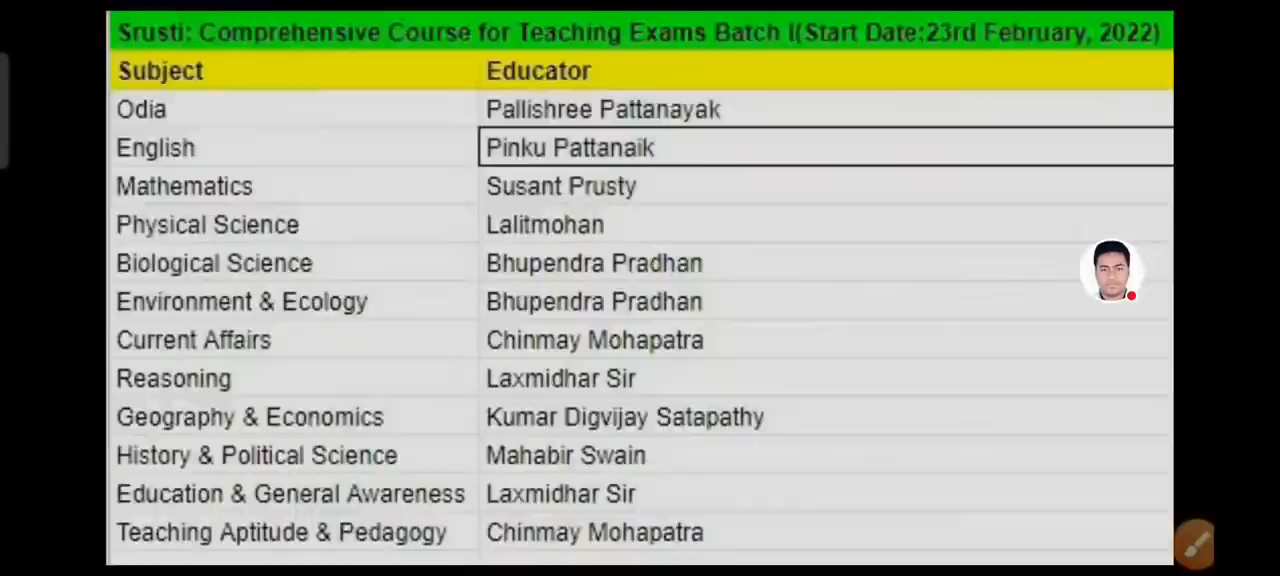 Srusti: Comprehensive Course for Teaching Exams Batch I(Start Date:23rd February, 2022)
Subject Educator
Odia Pallishree Pattanayak
English Pinku Pattanaik
Mathematics Susant Prusty
Physical Science Lalitmohan
Biological Science Bhupendra Pradhan
Environment & Ecology Bhupendra Pradhan
Current Affairs Chinmay Mohapatra
Reasoning Laxmidhar Sir
Geography & Economics Kumar Digvijay Satapathy
History & Political Science Mahabir Swain
Education & General Awareness Laxmidhar Sir
Teaching Aptitude & Pedagogy Chinmay Mohapatra